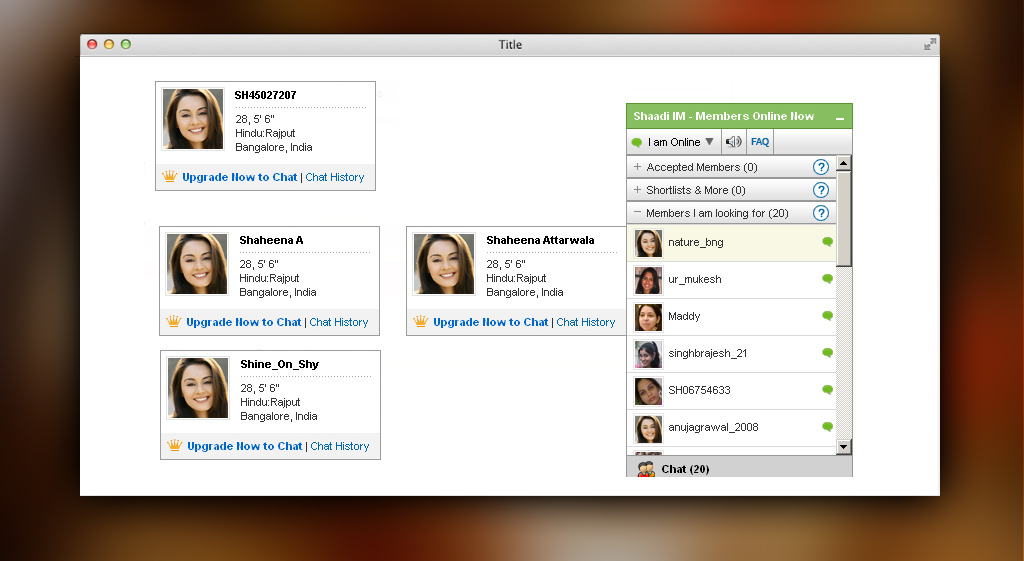 Title
SH45027207
28, 5' 6"
Hindu:Rajput
Bangalore, India
Upgrade Now to Chat | Chat History
Shaheena A
28, 5' 6"
Hindu:Rajput
Bangalore, India
Upgrade Now to Chat | Chat History
Shaheena Attarwala
28, 5' 6"
Hindu:Rajput
Bangalore, India
Upgrade Now to Chat | Chat History
Shine_On_Shy
28, 5' 6"
Hindu:Rajput
Bangalore, India
Upgrade Now to Chat | Chat History
Shaadi IM - Members Online Now
I am Online FAQ
+ Accepted Members (0) ?
+ Shortlists & More (0) ?
− Members I am looking for (20) ?
nature_bng
ur_mukesh
Maddy
singhbrajesh_21
SH06754633
anujagrawal_2008
Chat (20)